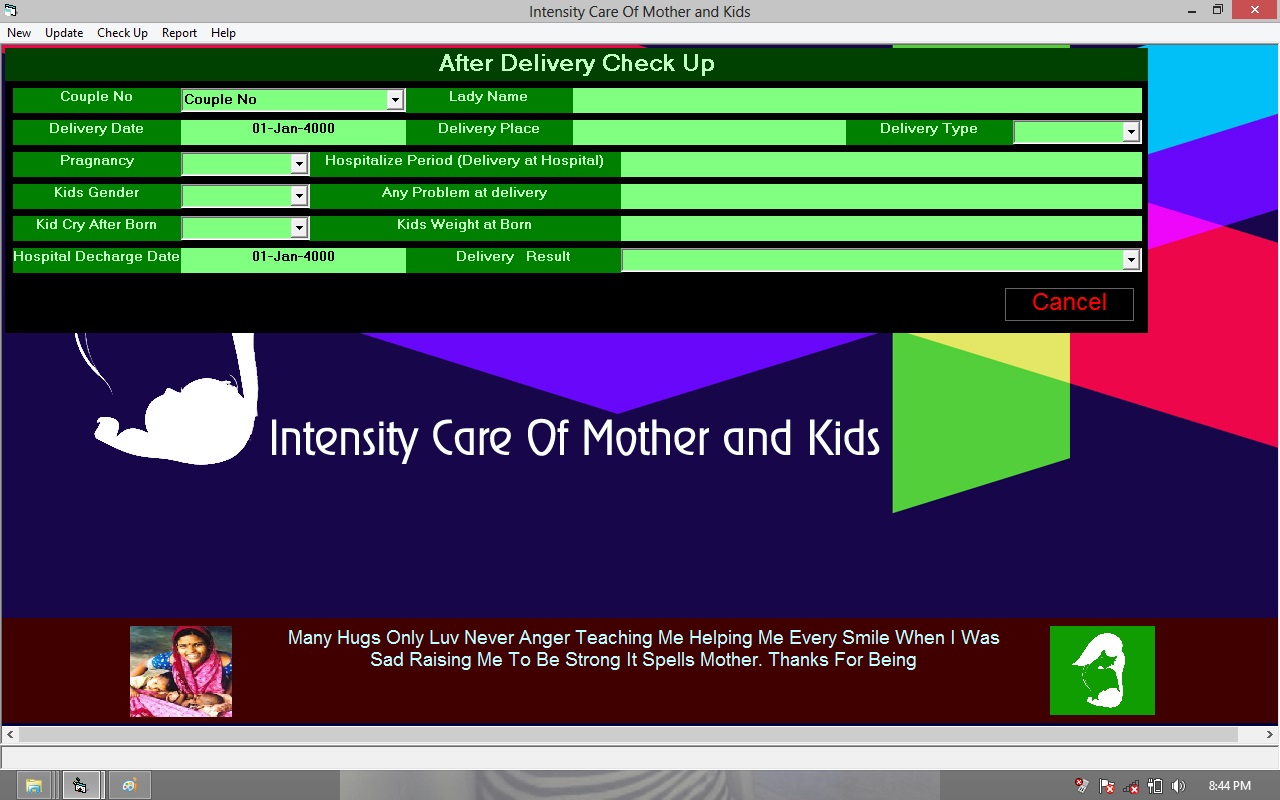 Intensity Care Of Mother and Kids
New Update Check Up Report Help
After Delivery Check Up
Couple No Couple No Lady Name
Delivery Date 01-Jan-4000 Delivery Place Delivery Type
Pragnancy Hospitalize Period (Delivery at Hospital)
Kids Gender Any Problem at delivery
Kid Cry After Born Kids Weight at Born
Hospital Decharge Date 01-Jan-4000 Delivery Result
Cancel
Intensity Care Of Mother and Kids
Many Hugs Only Luv Never Anger Teaching Me Helping Me Every Smile When I Was
Sad Raising Me To Be Strong It Spells Mother. Thanks For Being
8:44 PM